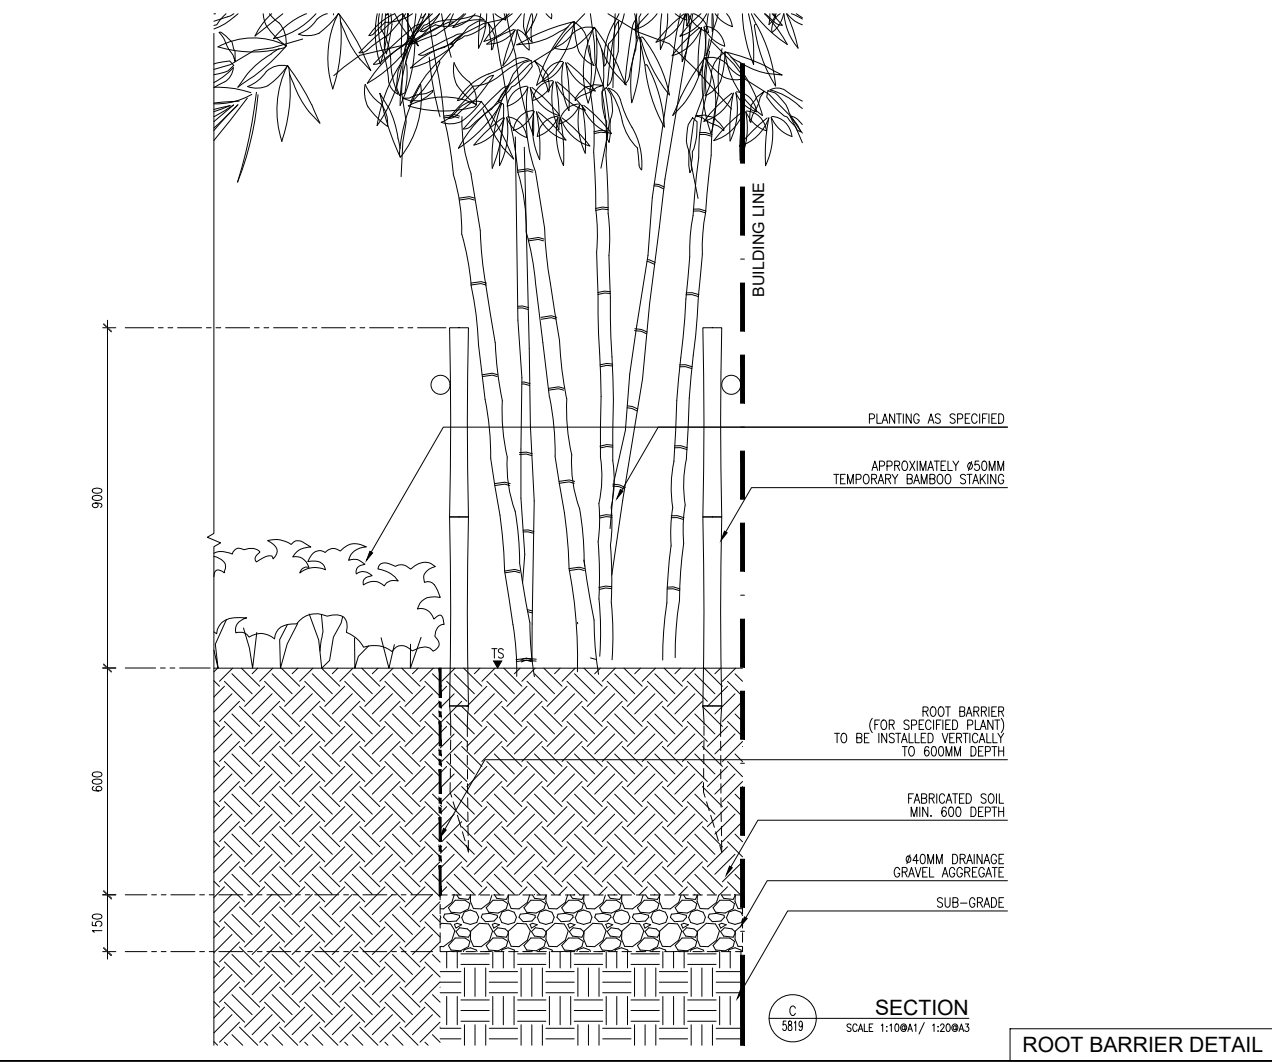 BUILDING LINE
PLANTING AS SPECIFIED
APPROXIMATELY ø50MM
TEMPORARY BAMBOO STAKING
900
TS
ROOT BARRIER
(FOR SPECIFIED PLANT)
TO BE INSTALLED VERTICALLY
TO 600MM DEPTH
600
FABRICATED SOIL
MIN. 600 DEPTH
ø40MM DRAINAGE
GRAVEL AGGREGATE
SUB-GRADE
150
C
5819
SECTION
SCALE 1:10@A1/ 1:20@A3
ROOT BARRIER DETAIL